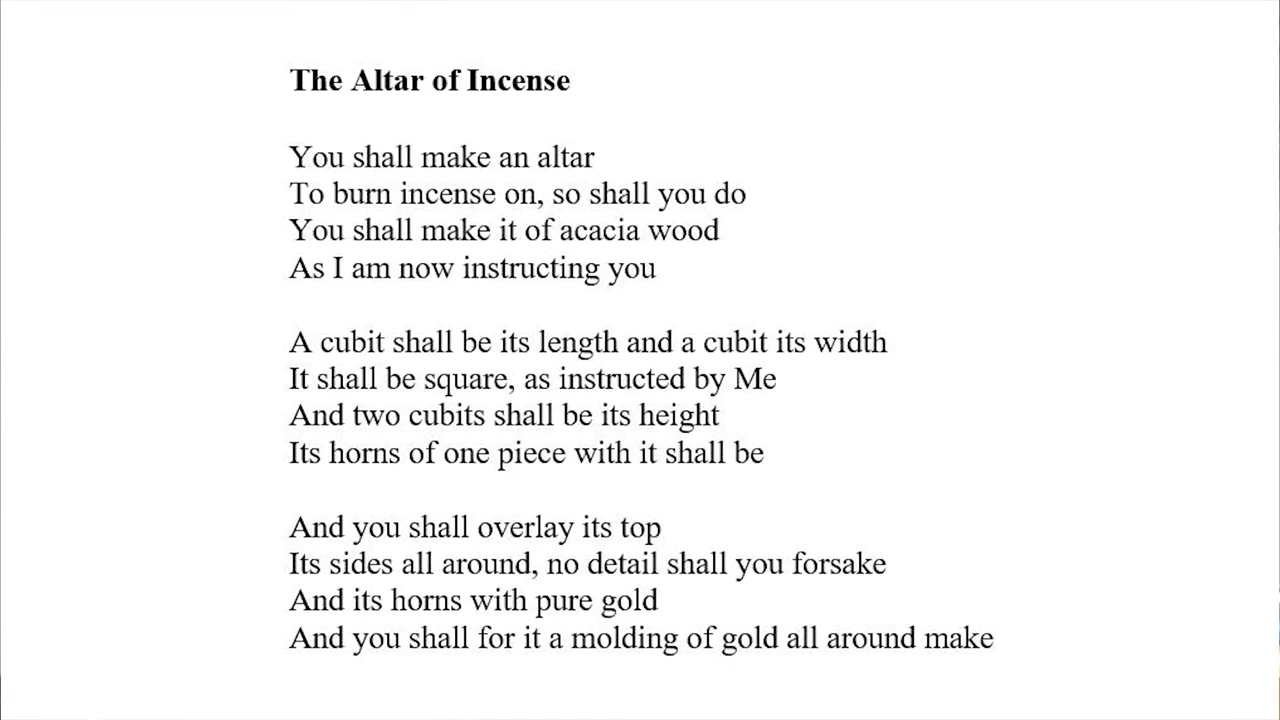 The Altar of Incense
You shall make an altar
To burn incense on, so shall you do
You shall make it of acacia wood
As I am now instructing you
A cubit shall be its length and a cubit its width
It shall be square, as instructed by Me
And two cubits shall be its height
Its horns of one piece with it shall be
And you shall overlay its top
Its sides all around, no detail shall you forsake
And its horns with pure gold
And you shall for it a molding of gold all around make